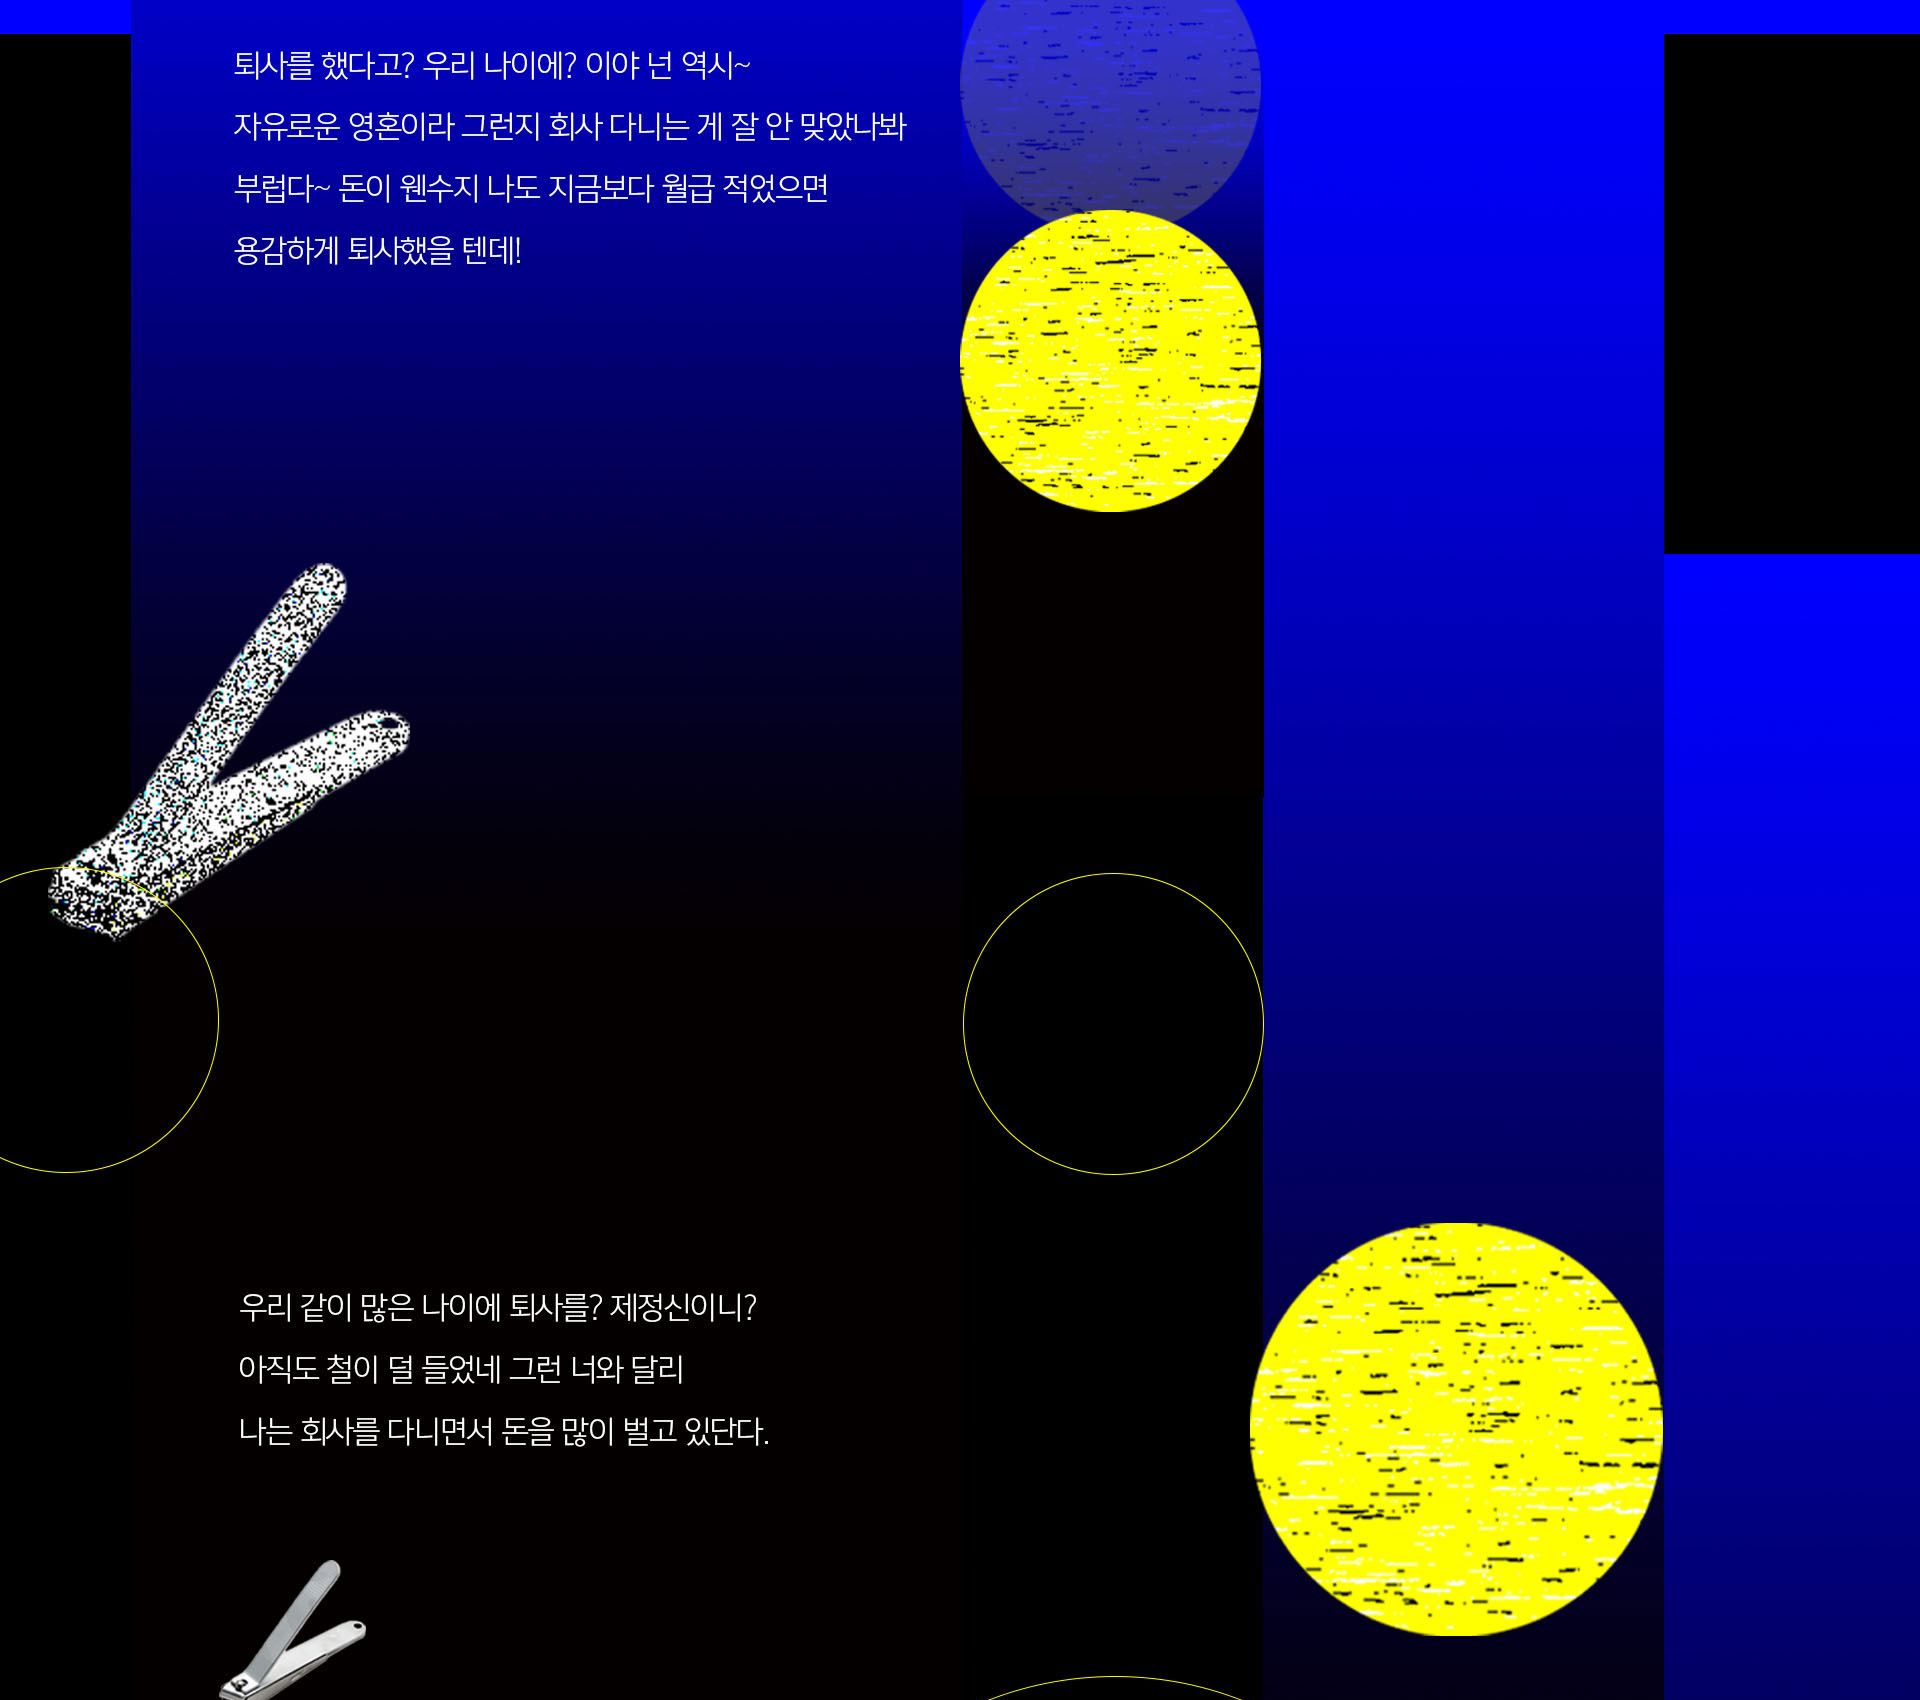 퇴사를 했다고? 우리 나이에? 이야 넌 역시~
자유로운 영혼이라 그런지 회사 다니는 게 잘 안 맞았나봐
부럽다~ 돈이 웬수지 나도 지금보다 월급 적었으면
용감하게 퇴사했을 텐데!
우리 같이 많은 나이에 퇴사를? 제정신이니?
아직도 철이 덜 들었네 그런 너와 달리
나는 회사를 다니면서 돈을 많이 벌고 있단다.